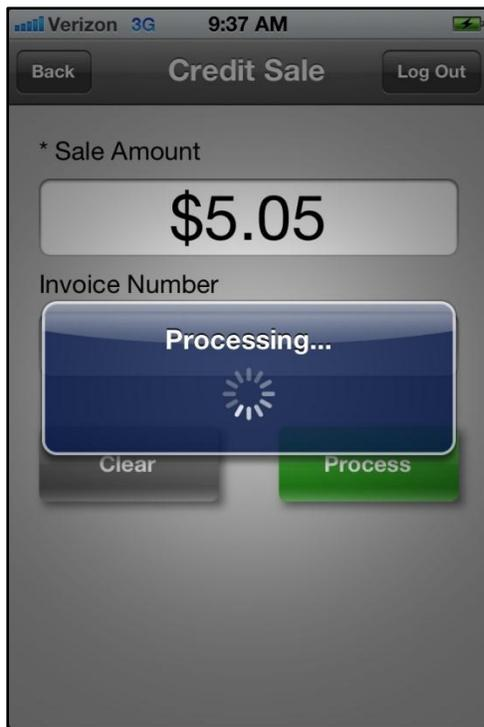 Verizon 3G 9:37 AM
Back Credit Sale Log Out
* Sale Amount
$5.05
Invoice Number
Processing...
Clear Process